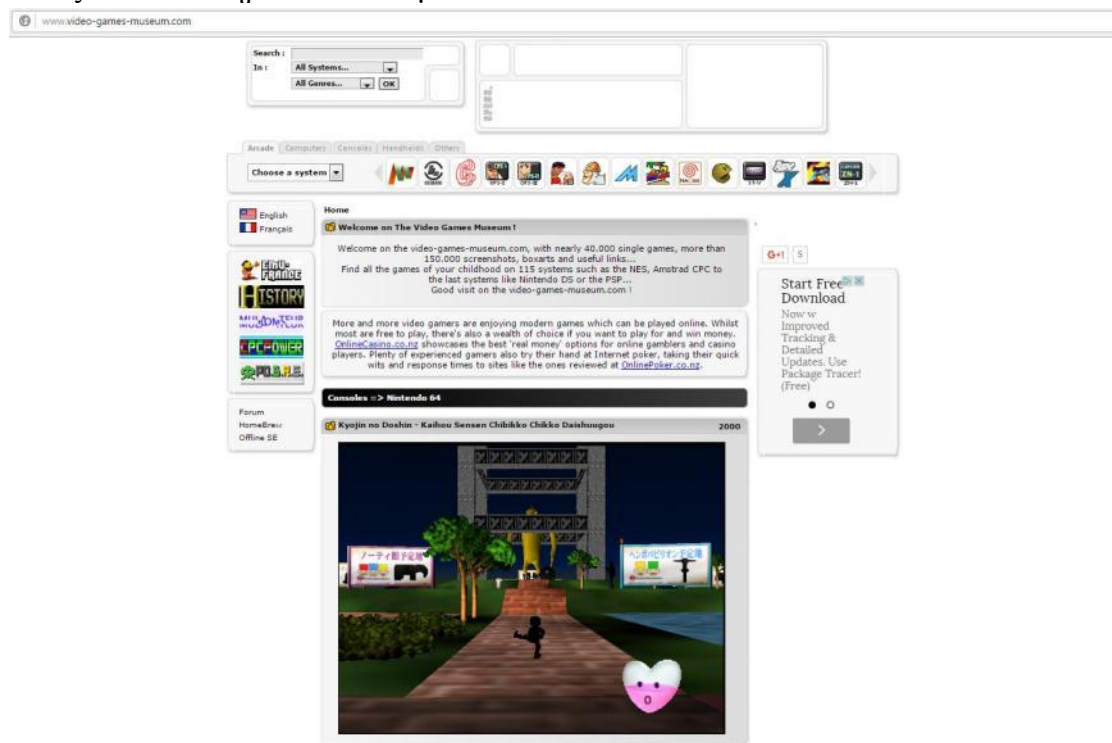 www.video-games-museum.com
Search :
In :
All Systems...
All Genres...
OK
Arcade
Computers
Consoles
Handhelds
Others
Choose a system
English
Français
HISTORY
CPCPOWER
Forum
HomeBrew
Offline SE
Home
Welcome on The Video Games Museum !
Welcome on the video-games-museum.com, with nearly 40.000 single games, more than
150.000 screenshots, boxarts and useful links...
Find all the games of your childhood on 115 systems such as the NES, Amstrad CPC to
the last systems like Nintendo DS or the PSP...
Good visit on the video-games-museum.com !
More and more video gamers are enjoying modern games which can be played online. Whilst
most are free to play, there's also a wealth of choice if you want to play for and win money.
OnlineCasino.co.nz showcases the best 'real money' options for online gamblers and casino
players. Plenty of experienced gamers also try their hand at Internet poker, taking their quick
wits and response times to sites like the ones reviewed at OnlinePoker.co.nz.
Consoles => Nintendo 64
Kyojin no Doshin - Kaihou Sensen Chibikko Chikko Daishuugou
2000
ノーティ館予定地
0
G+1
5
Start Free
Download
Now w
Improved
Tracking &
Detailed
Updates. Use
Package Tracer!
(Free)